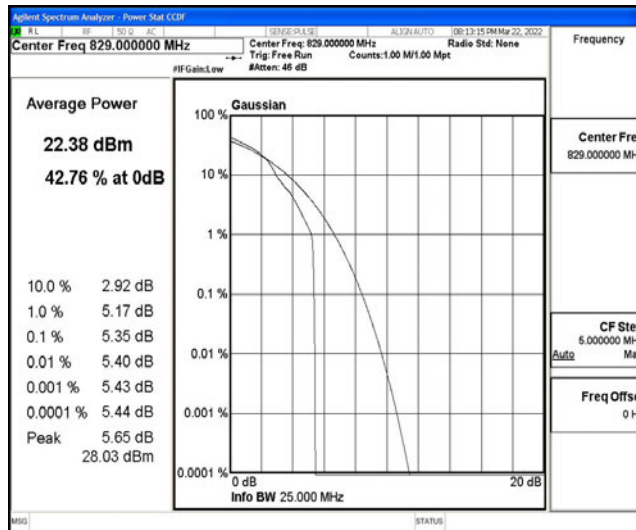 Agilent Spectrum Analyzer - Power Stat CCDF
RL RF 50 Ω AC SENSE:PULSE ALIGN AUTO 08:13:15 PM Mar 22, 2022
Center Freq 829.000000 MHz
Center Freq: 829.000000 MHz Radio Std: None
Trig: Free Run Counts:1.00 M/1.00 Mpt
#IFGain:Low #Atten: 46 dB
Frequency
Average Power
22.38 dBm
42.76 % at 0dB
10.0 % 2.92 dB
1.0 % 5.17 dB
0.1 % 5.35 dB
0.01 % 5.40 dB
0.001 % 5.43 dB
0.0001 % 5.44 dB
Peak 5.65 dB
28.03 dBm
Gaussian
100 %
10 %
1 %
0.1 %
0.01 %
0.001 %
0.0001 %
0 dB 20 dB
Info BW 25.000 MHz
Center Fre
829.000000 MH
CF Ste
5.000000 MH
Auto Ma
Freq Offse
0 H
MSG STATUS